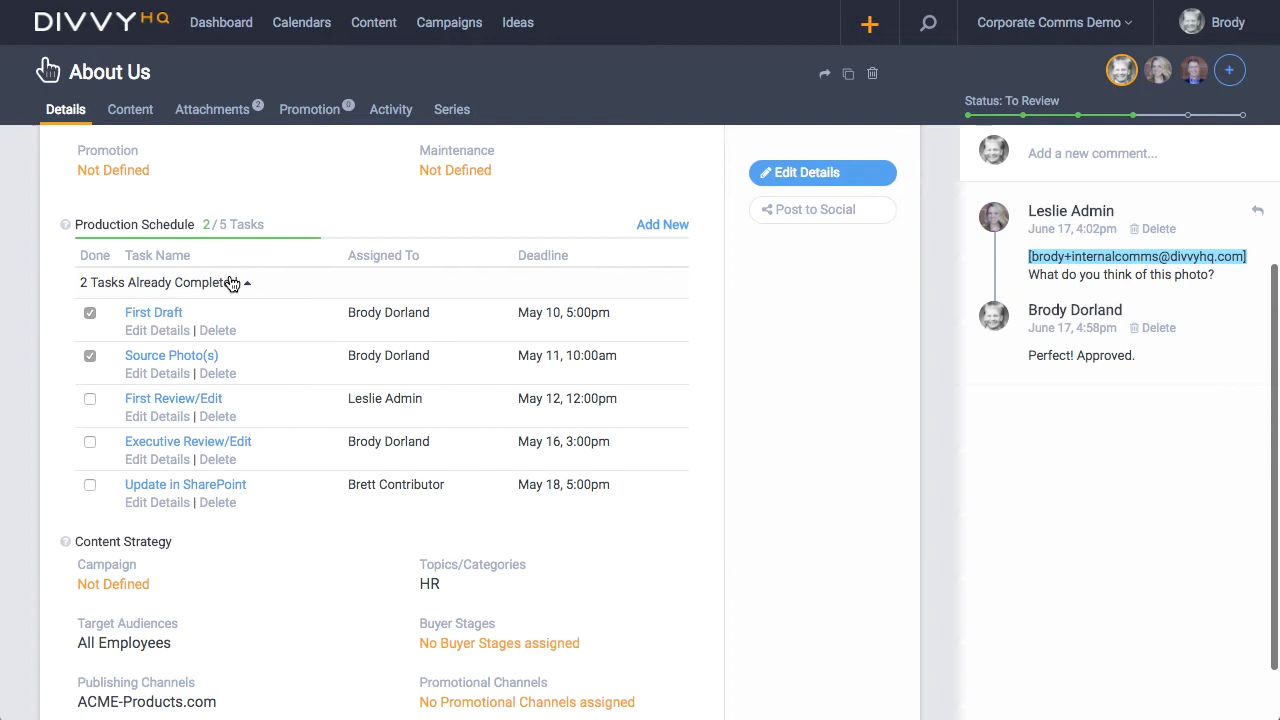 DIVVYHQ Dashboard Calendars Content Campaigns Ideas + Corporate Comms Demo Brody
About Us
Details Content Attachments 2 Promotion 0 Activity Series
Status: To Review
Promotion Maintenance
Not Defined Not Defined
Edit Details
Post to Social
Production Schedule 2 / 5 Tasks Add New
Done Task Name Assigned To Deadline
2 Tasks Already Complete
First Draft Brody Dorland May 10, 5:00pm
Edit Details | Delete
Source Photo(s) Brody Dorland May 11, 10:00am
Edit Details | Delete
First Review/Edit Leslie Admin May 12, 12:00pm
Edit Details | Delete
Executive Review/Edit Brody Dorland May 16, 3:00pm
Edit Details | Delete
Update in SharePoint Brett Contributor May 18, 5:00pm
Edit Details | Delete
Content Strategy
Campaign Topics/Categories
Not Defined HR
Target Audiences Buyer Stages
All Employees No Buyer Stages assigned
Publishing Channels Promotional Channels
ACME-Products.com No Promotional Channels assigned
Add a new comment...
Leslie Admin
June 17, 4:02pm Delete
[brody+internalcomms@divvyhq.com]
What do you think of this photo?
Brody Dorland
June 17, 4:58pm Delete
Perfect! Approved.